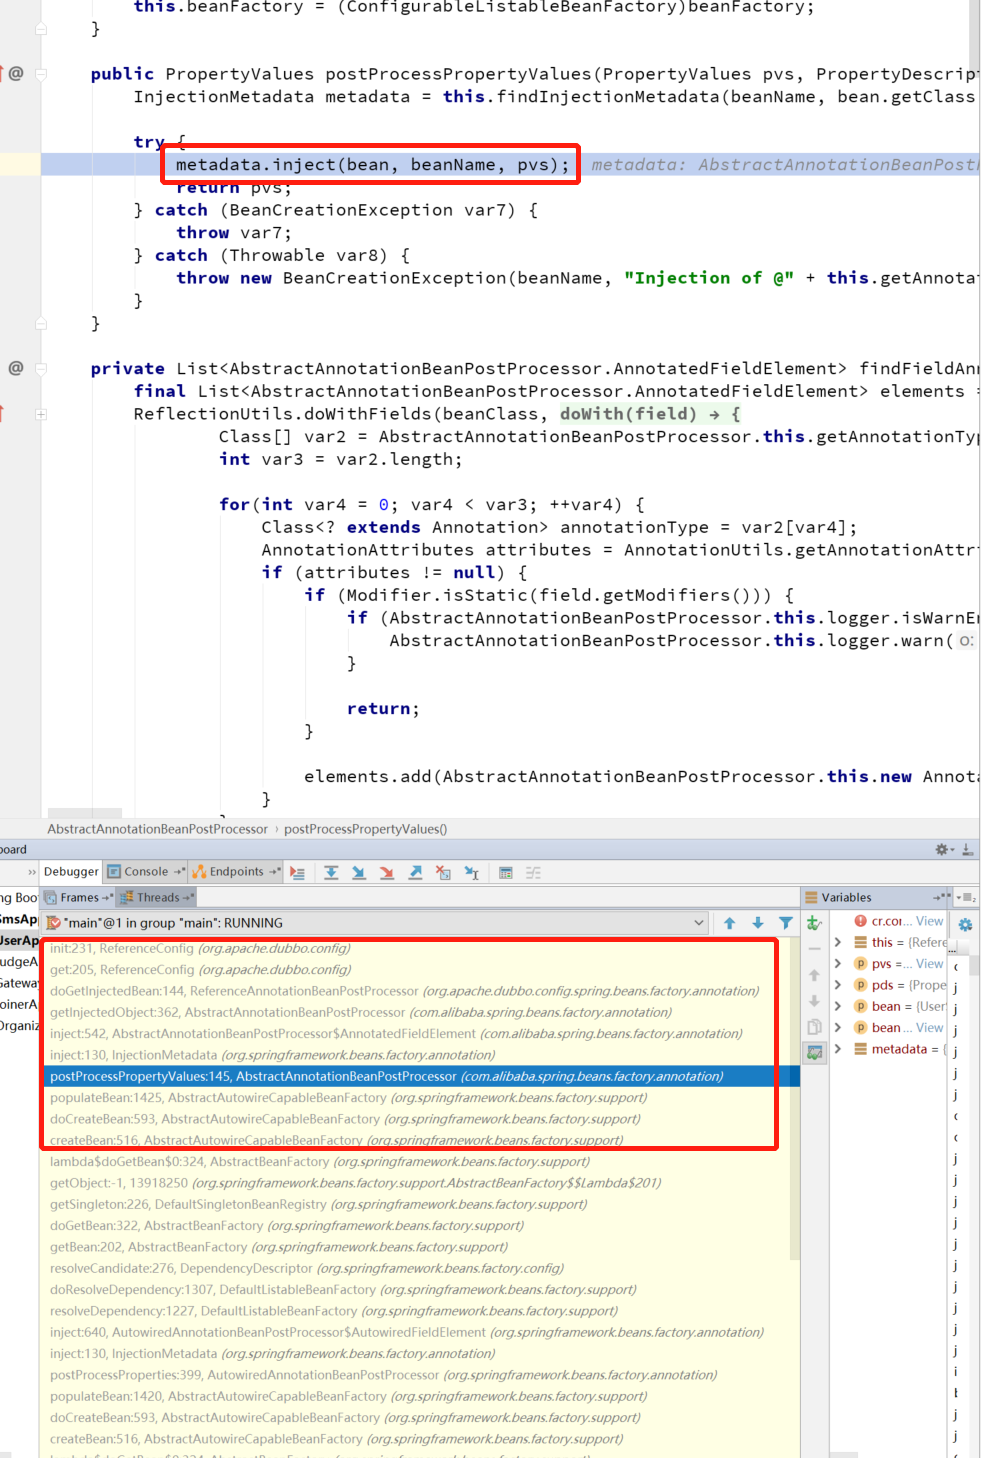 this.beanFactory = (ConfigurableListableBeanFactory)beanFactory;
}
public PropertyValues postProcessPropertyValues(PropertyValues pvs, PropertyDescrip
InjectionMetadata metadata = this.findInjectionMetadata(beanName, bean.getClass
try {
metadata.inject(bean, beanName, pvs); metadata: AbstractAnnotationBeanPost
return pvs;
} catch (BeanCreationException var7) {
throw var7;
} catch (Throwable var8) {
throw new BeanCreationException(beanName, "Injection of @" + this.getAnnota
}
}
private List<AbstractAnnotationBeanPostProcessor.AnnotatedFieldElement> findFieldAnn
final List<AbstractAnnotationBeanPostProcessor.AnnotatedFieldElement> elements =
ReflectionUtils.doWithFields(beanClass, doWith(field) → {
Class[] var2 = AbstractAnnotationBeanPostProcessor.this.getAnnotationTyp
int var3 = var2.length;
for(int var4 = 0; var4 < var3; ++var4) {
Class<? extends Annotation> annotationType = var2[var4];
AnnotationAttributes attributes = AnnotationUtils.getAnnotationAttri
if (attributes != null) {
if (Modifier.isStatic(field.getModifiers())) {
if (AbstractAnnotationBeanPostProcessor.this.logger.isWarnEn
AbstractAnnotationBeanPostProcessor.this.logger.warn( o:
}
return;
}
elements.add(AbstractAnnotationBeanPostProcessor.this.new Annota
}
AbstractAnnotationBeanPostProcessor › postProcessPropertyValues()
board
Debugger Console Endpoints
ng Boo Frames Threads Variables
"main"@1 in group "main": RUNNING
SmsAp
UserAp
udgeA
Gateway
oinerA
Organiz
init:231, ReferenceConfig (org.apache.dubbo.config)
get:205, ReferenceConfig (org.apache.dubbo.config)
doGetInjectedBean:144, ReferenceAnnotationBeanPostProcessor (org.apache.dubbo.config.spring.beans.factory.annotation)
getInjectedObject:362, AbstractAnnotationBeanPostProcessor (com.alibaba.spring.beans.factory.annotation)
inject:542, AbstractAnnotationBeanPostProcessor$AnnotatedFieldElement (com.alibaba.spring.beans.factory.annotation)
inject:130, InjectionMetadata (org.springframework.beans.factory.annotation)
postProcessPropertyValues:145, AbstractAnnotationBeanPostProcessor (com.alibaba.spring.beans.factory.annotation)
populateBean:1425, AbstractAutowireCapableBeanFactory (org.springframework.beans.factory.support)
doCreateBean:593, AbstractAutowireCapableBeanFactory (org.springframework.beans.factory.support)
createBean:516, AbstractAutowireCapableBeanFactory (org.springframework.beans.factory.support)
lambda$doGetBean$0:324, AbstractBeanFactory (org.springframework.beans.factory.support)
getObject:-1, 13918250 (org.springframework.beans.factory.support.AbstractBeanFactory$$Lambda$201)
getSingleton:226, DefaultSingletonBeanRegistry (org.springframework.beans.factory.support)
doGetBean:322, AbstractBeanFactory (org.springframework.beans.factory.support)
getBean:202, AbstractBeanFactory (org.springframework.beans.factory.support)
resolveCandidate:276, DependencyDescriptor (org.springframework.beans.factory.config)
doResolveDependency:1307, DefaultListableBeanFactory (org.springframework.beans.factory.support)
resolveDependency:1227, DefaultListableBeanFactory (org.springframework.beans.factory.support)
inject:640, AutowiredAnnotationBeanPostProcessor$AutowiredFieldElement (org.springframework.beans.factory.annotation)
inject:130, InjectionMetadata (org.springframework.beans.factory.annotation)
postProcessProperties:399, AutowiredAnnotationBeanPostProcessor (org.springframework.beans.factory.annotation)
populateBean:1420, AbstractAutowireCapableBeanFactory (org.springframework.beans.factory.support)
doCreateBean:593, AbstractAutowireCapableBeanFactory (org.springframework.beans.factory.support)
createBean:516, AbstractAutowireCapableBeanFactory (org.springframework.beans.factory.support)
cr.cor... View
this = {Refere
pvs =... View
pds = {Prope
bean = {User
bean ... View
metadata = {